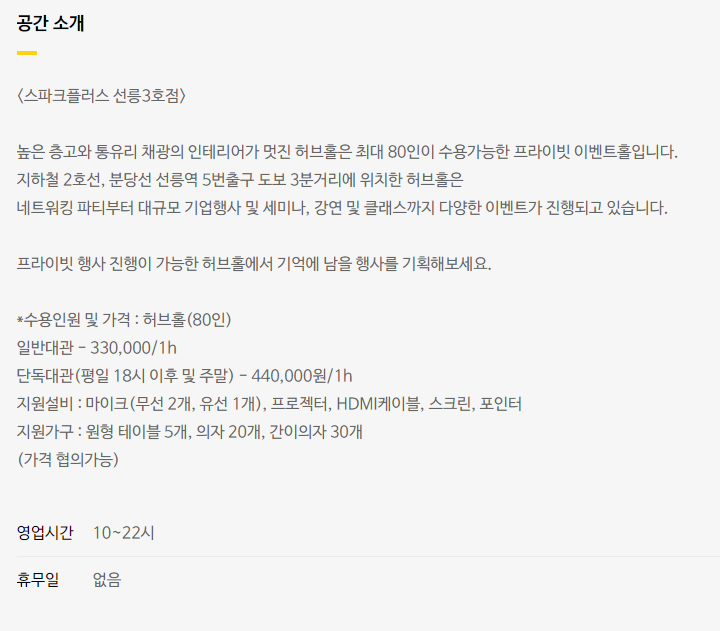 공간 소개
<스파크플러스 선릉3호점>
높은 층고와 통유리 채광의 인테리어가 멋진 허브홀은 최대 80인이 수용가능한 프라이빗 이벤트홀입니다.
지하철 2호선, 분당선 선릉역 5번출구 도보 3분거리에 위치한 허브홀은
네트워킹 파티부터 대규모 기업행사 및 세미나, 강연 및 클래스까지 다양한 이벤트가 진행되고 있습니다.
프라이빗 행사 진행이 가능한 허브홀에서 기억에 남을 행사를 기획해보세요.
*수용인원 및 가격 : 허브홀(80인)
일반대관 - 330,000/1h
단독대관(평일 18시 이후 및 주말) - 440,000원/1h
지원설비 : 마이크(무선 2개, 유선 1개), 프로젝터, HDMI케이블, 스크린, 포인터
지원가구 : 원형 테이블 5개, 의자 20개, 간이의자 30개
(가격 협의가능)
영업시간 10~22시
휴무일 없음